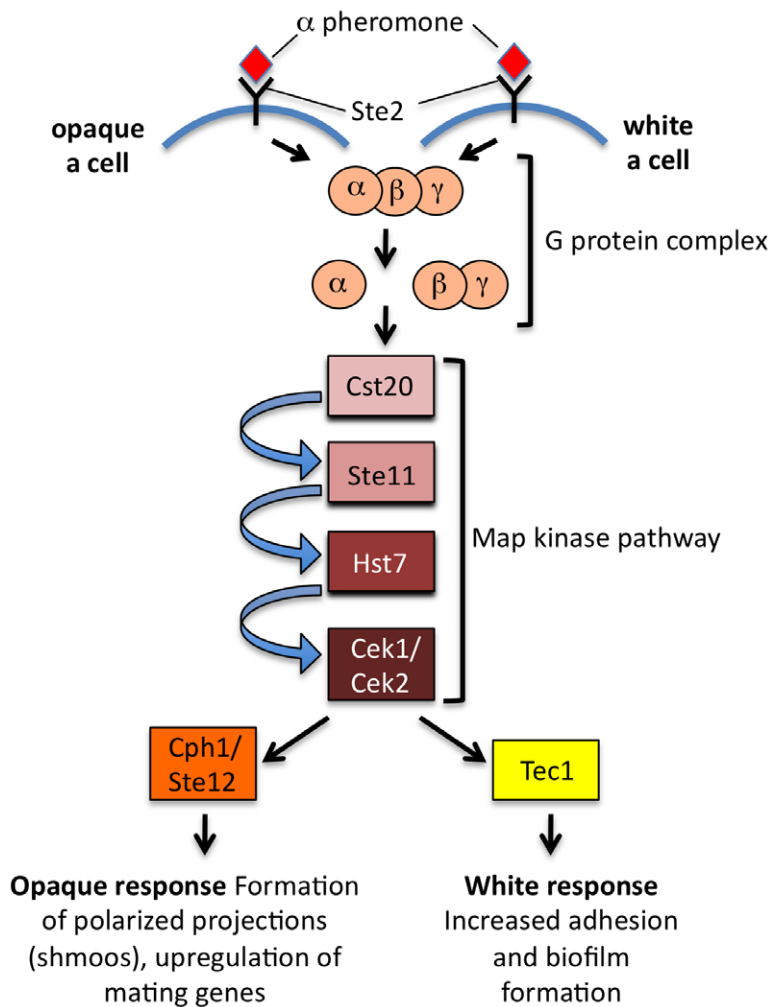 α pheromone
Ste2
opaque
a cell
white
a cell
α β γ
G protein complex
α β γ
Cst20
Ste11
Map kinase pathway
Hst7
Cek1/
Cek2
Cph1/
Ste12
Tec1
Opaque response Formation
of polarized projections
(shmoos), upregulation of
mating genes
White response
Increased adhesion
and biofilm
formation